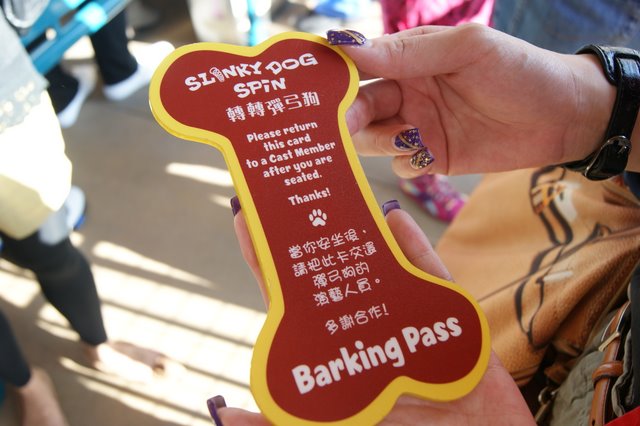 SLINKY DOG
SPIN
轉轉彈弓狗
Please return
this card
to a Cast Member
after you are
seated.
Thanks!
當你安坐後，
請把此卡交還
彈弓狗的
演藝人員。
多謝合作!
Barking Pass